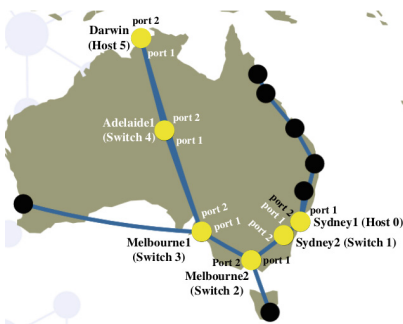 port 2
Darwin
(Host 5)
port 1
Adelaide1
(Switch 4)
port 2
port 1
port 2
port 1
Melbourne1
(Switch 3)
port 2
port 1
port 1
port 2
Sydney1 (Host 0)
Sydney2 (Switch 1)
Port 2
port 1
Melbourne2
(Switch 2)